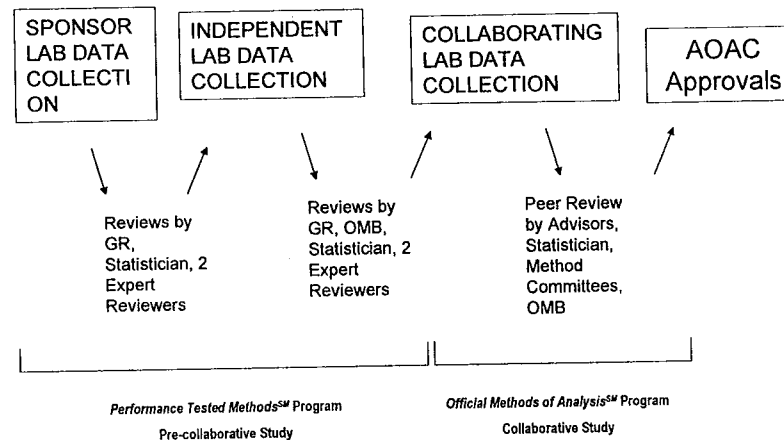 SPONSOR
LAB DATA
COLLECTI
ON
INDEPENDENT
LAB DATA
COLLECTION
COLLABORATING
LAB DATA
COLLECTION
AOAC
Approvals
Reviews by
GR,
Statistician, 2
Expert
Reviewers
Reviews by
GR, OMB,
Statistician, 2
Expert
Reviewers
Peer Review
by Advisors,
Statistician,
Method
Committees,
OMB
Performance Tested Methods℠ Program
Pre-collaborative Study
Official Methods of Analysis℠ Program
Collaborative Study